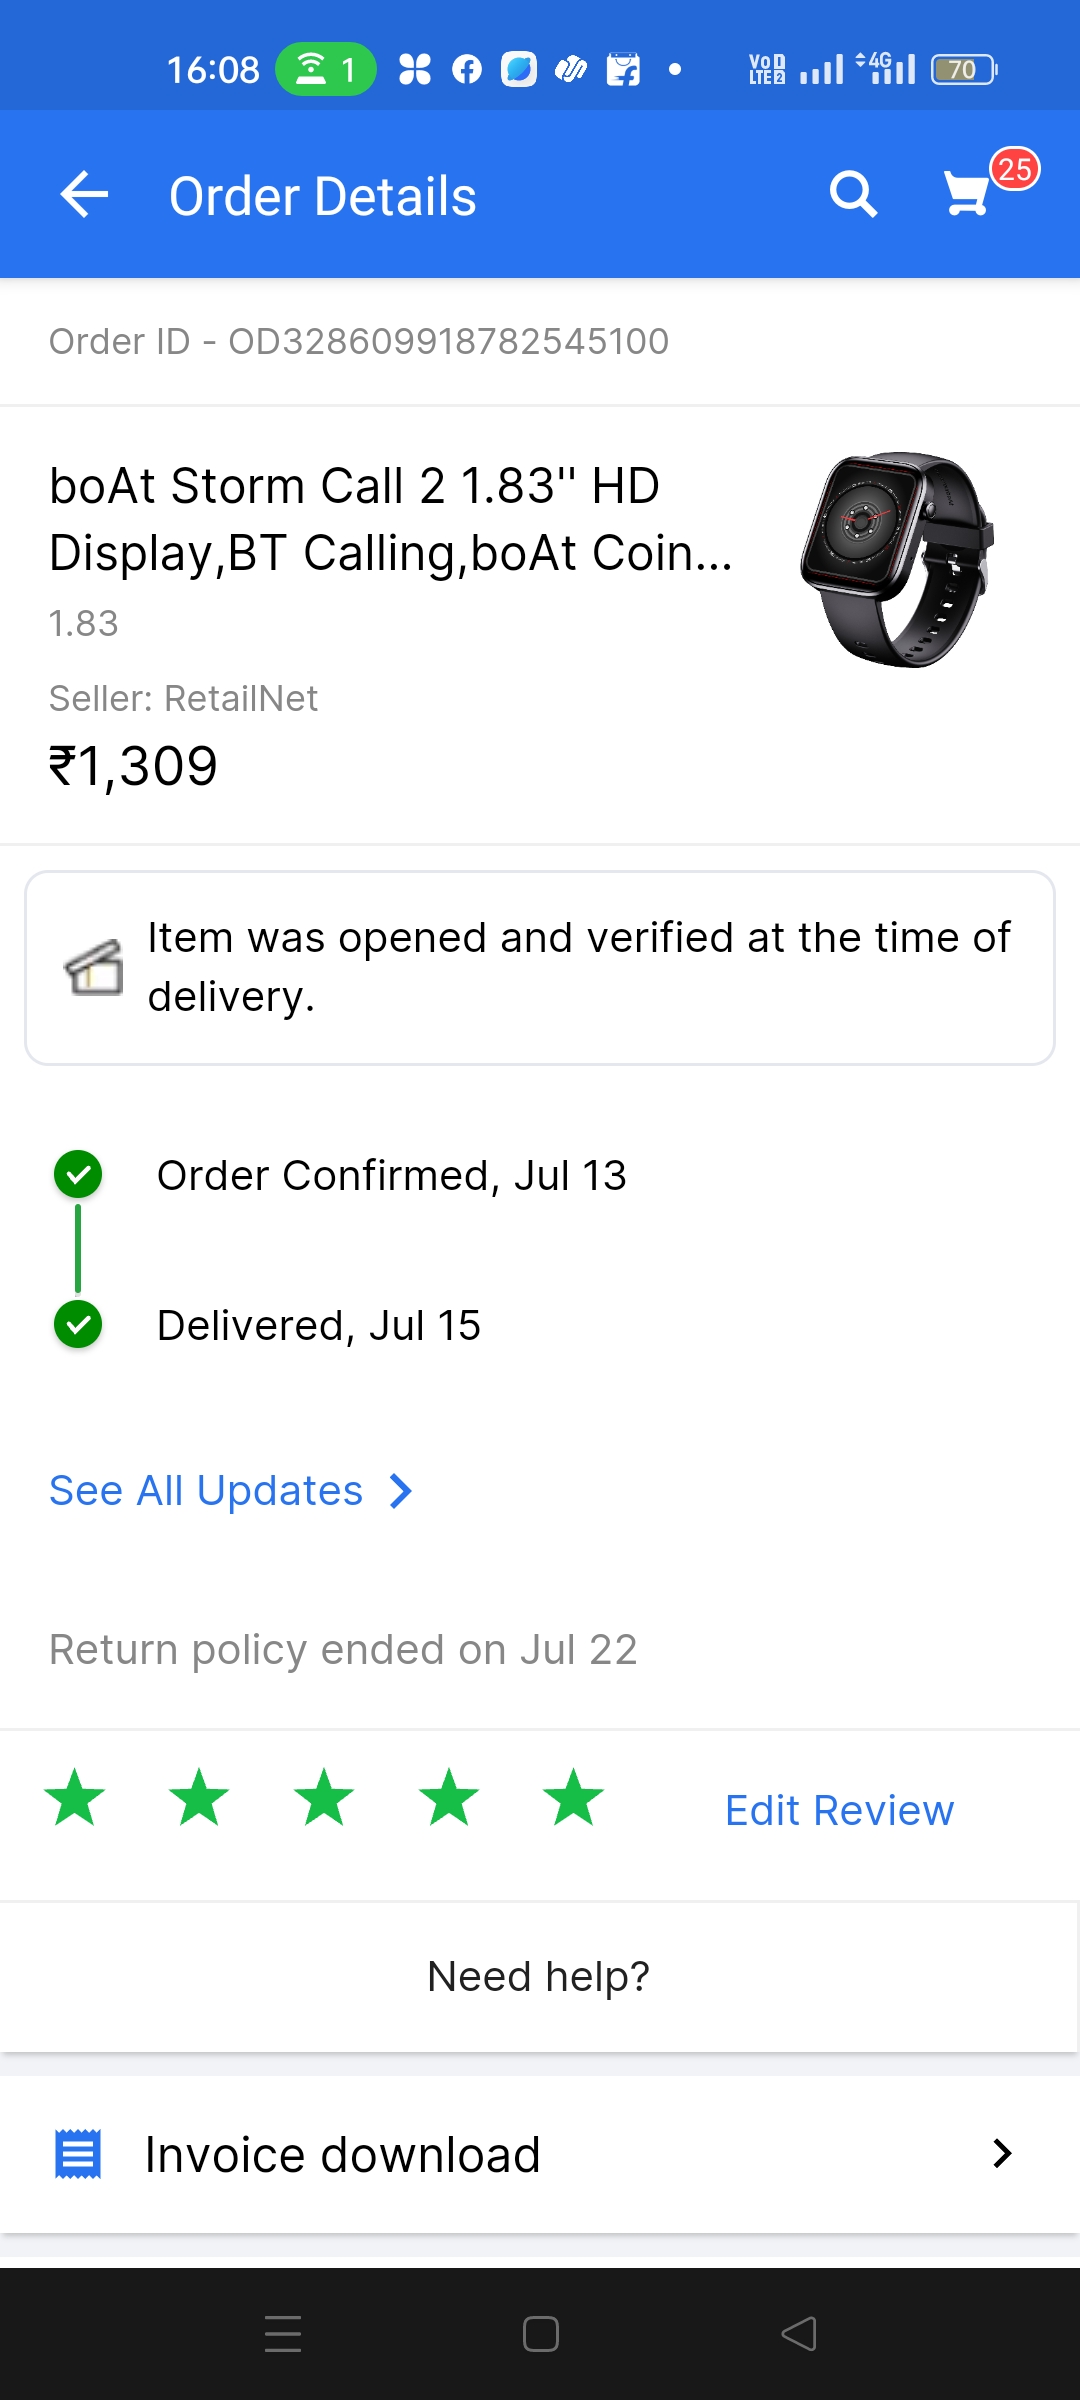 16:08 1 Vo 1 LTE 2 4G 70
Order Details 25
Order ID - OD328609918782545100
boAt Storm Call 2 1.83" HD
Display,BT Calling,boAt Coin...
1.83
Seller: RetailNet
₹1,309
Item was opened and verified at the time of
delivery.
Order Confirmed, Jul 13
Delivered, Jul 15
See All Updates
Return policy ended on Jul 22
Edit Review
Need help?
Invoice download